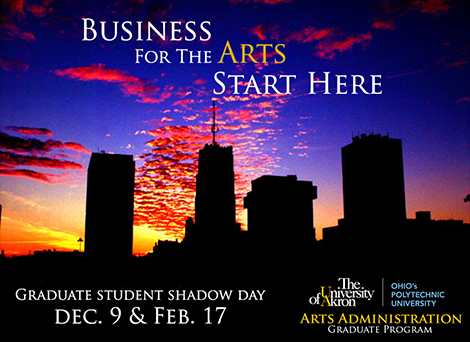 Business
For The Arts
Start Here
Graduate student shadow day
Dec. 9 & Feb. 17
The
University
of Akron
OHIO's
POLYTECHNIC
UNIVERSITY
Arts Administration
Graduate Program